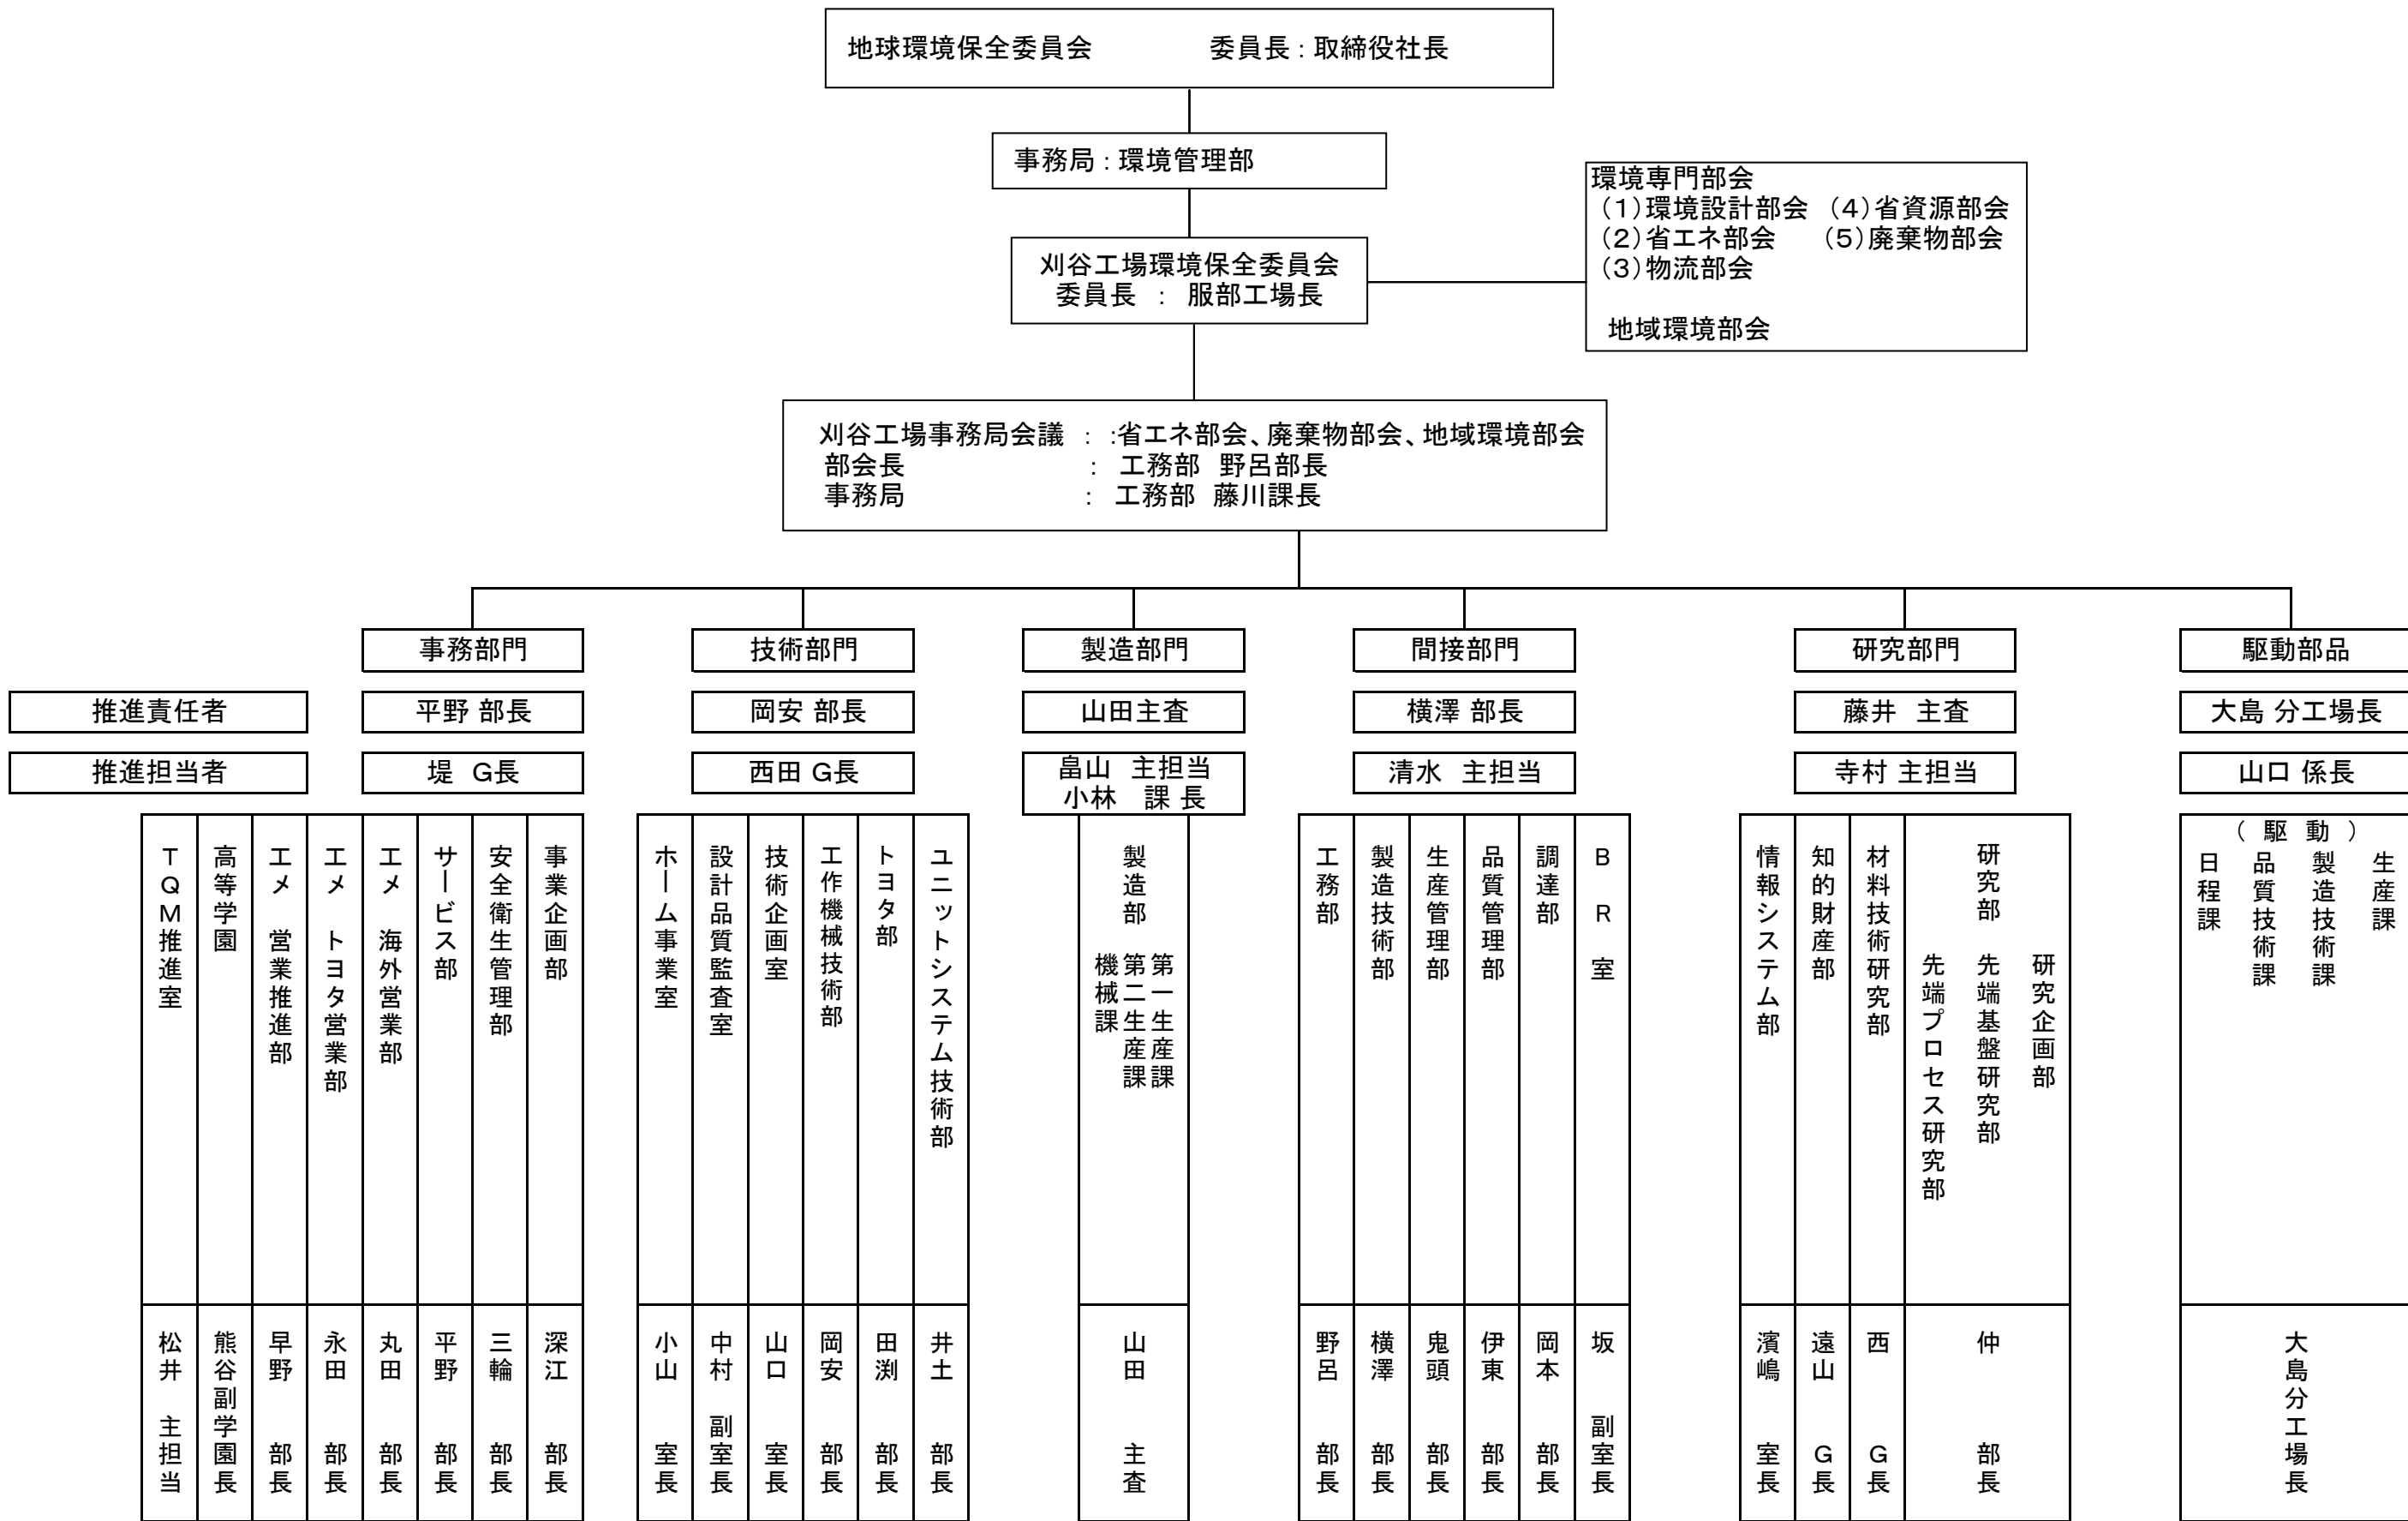 地球環境保全委員会　　　　委員長：取締役社長
事務局：環境管理部
環境専門部会
（1）環境設計部会　（4）省資源部会
（2）省エネ部会　　（5）廃棄物部会
（3）物流部会
地域環境部会
刈谷工場環境保全委員会
委員長　：　服部工場長
刈谷工場事務局会議　：　:省エネ部会、廃棄物部会、地域環境部会
部会長　　　　　　　：　工務部　野呂部長
事務局　　　　　　　：　工務部　藤川課長
事務部門
技術部門
製造部門
間接部門
研究部門
駆動部品
推進責任者
平野 部長
岡安 部長
山田主査
横澤 部長
藤井　主査
大島 分工場長
推進担当者
堤　G長
西田 G長
畠山　主担当
小林　課 長
清水　主担当
寺村 主担当
山口 係長
TQM推進室
高等学園
エメ　営業推進部
エメ　トヨタ営業部
エメ　海外営業部
サービス部
安全衛生管理部
事業企画部
ホーム事業室
設計品質監査室
技術企画室
工作機械技術部
トヨタ部
ユニットシステム技術部
製造部
機械課
第二生産課
第一生産課
工務部
製造技術部
生産管理部
品質管理部
調達部
B R 室
情報システム部
知的財産部
材料技術研究部
研究部
先端プロセス研究部
先端基盤研究部
研究企画部
（ 駆 動 ）
日程課
品質技術課
製造技術課
生産課
松井　主担当
熊谷副学園長
早野　部長
永田　部長
丸田　部長
平野　部長
三輪　部長
深江　部長
小山　室長
中村　副室長
山口　室長
岡安　部長
田渕　部長
井土　部長
山田　主査
野呂　部長
横澤　部長
鬼頭　部長
伊東　部長
岡本　部長
坂　副室長
濱嶋　室長
遠山　G長
西　G長
仲　部長
大島分工場長